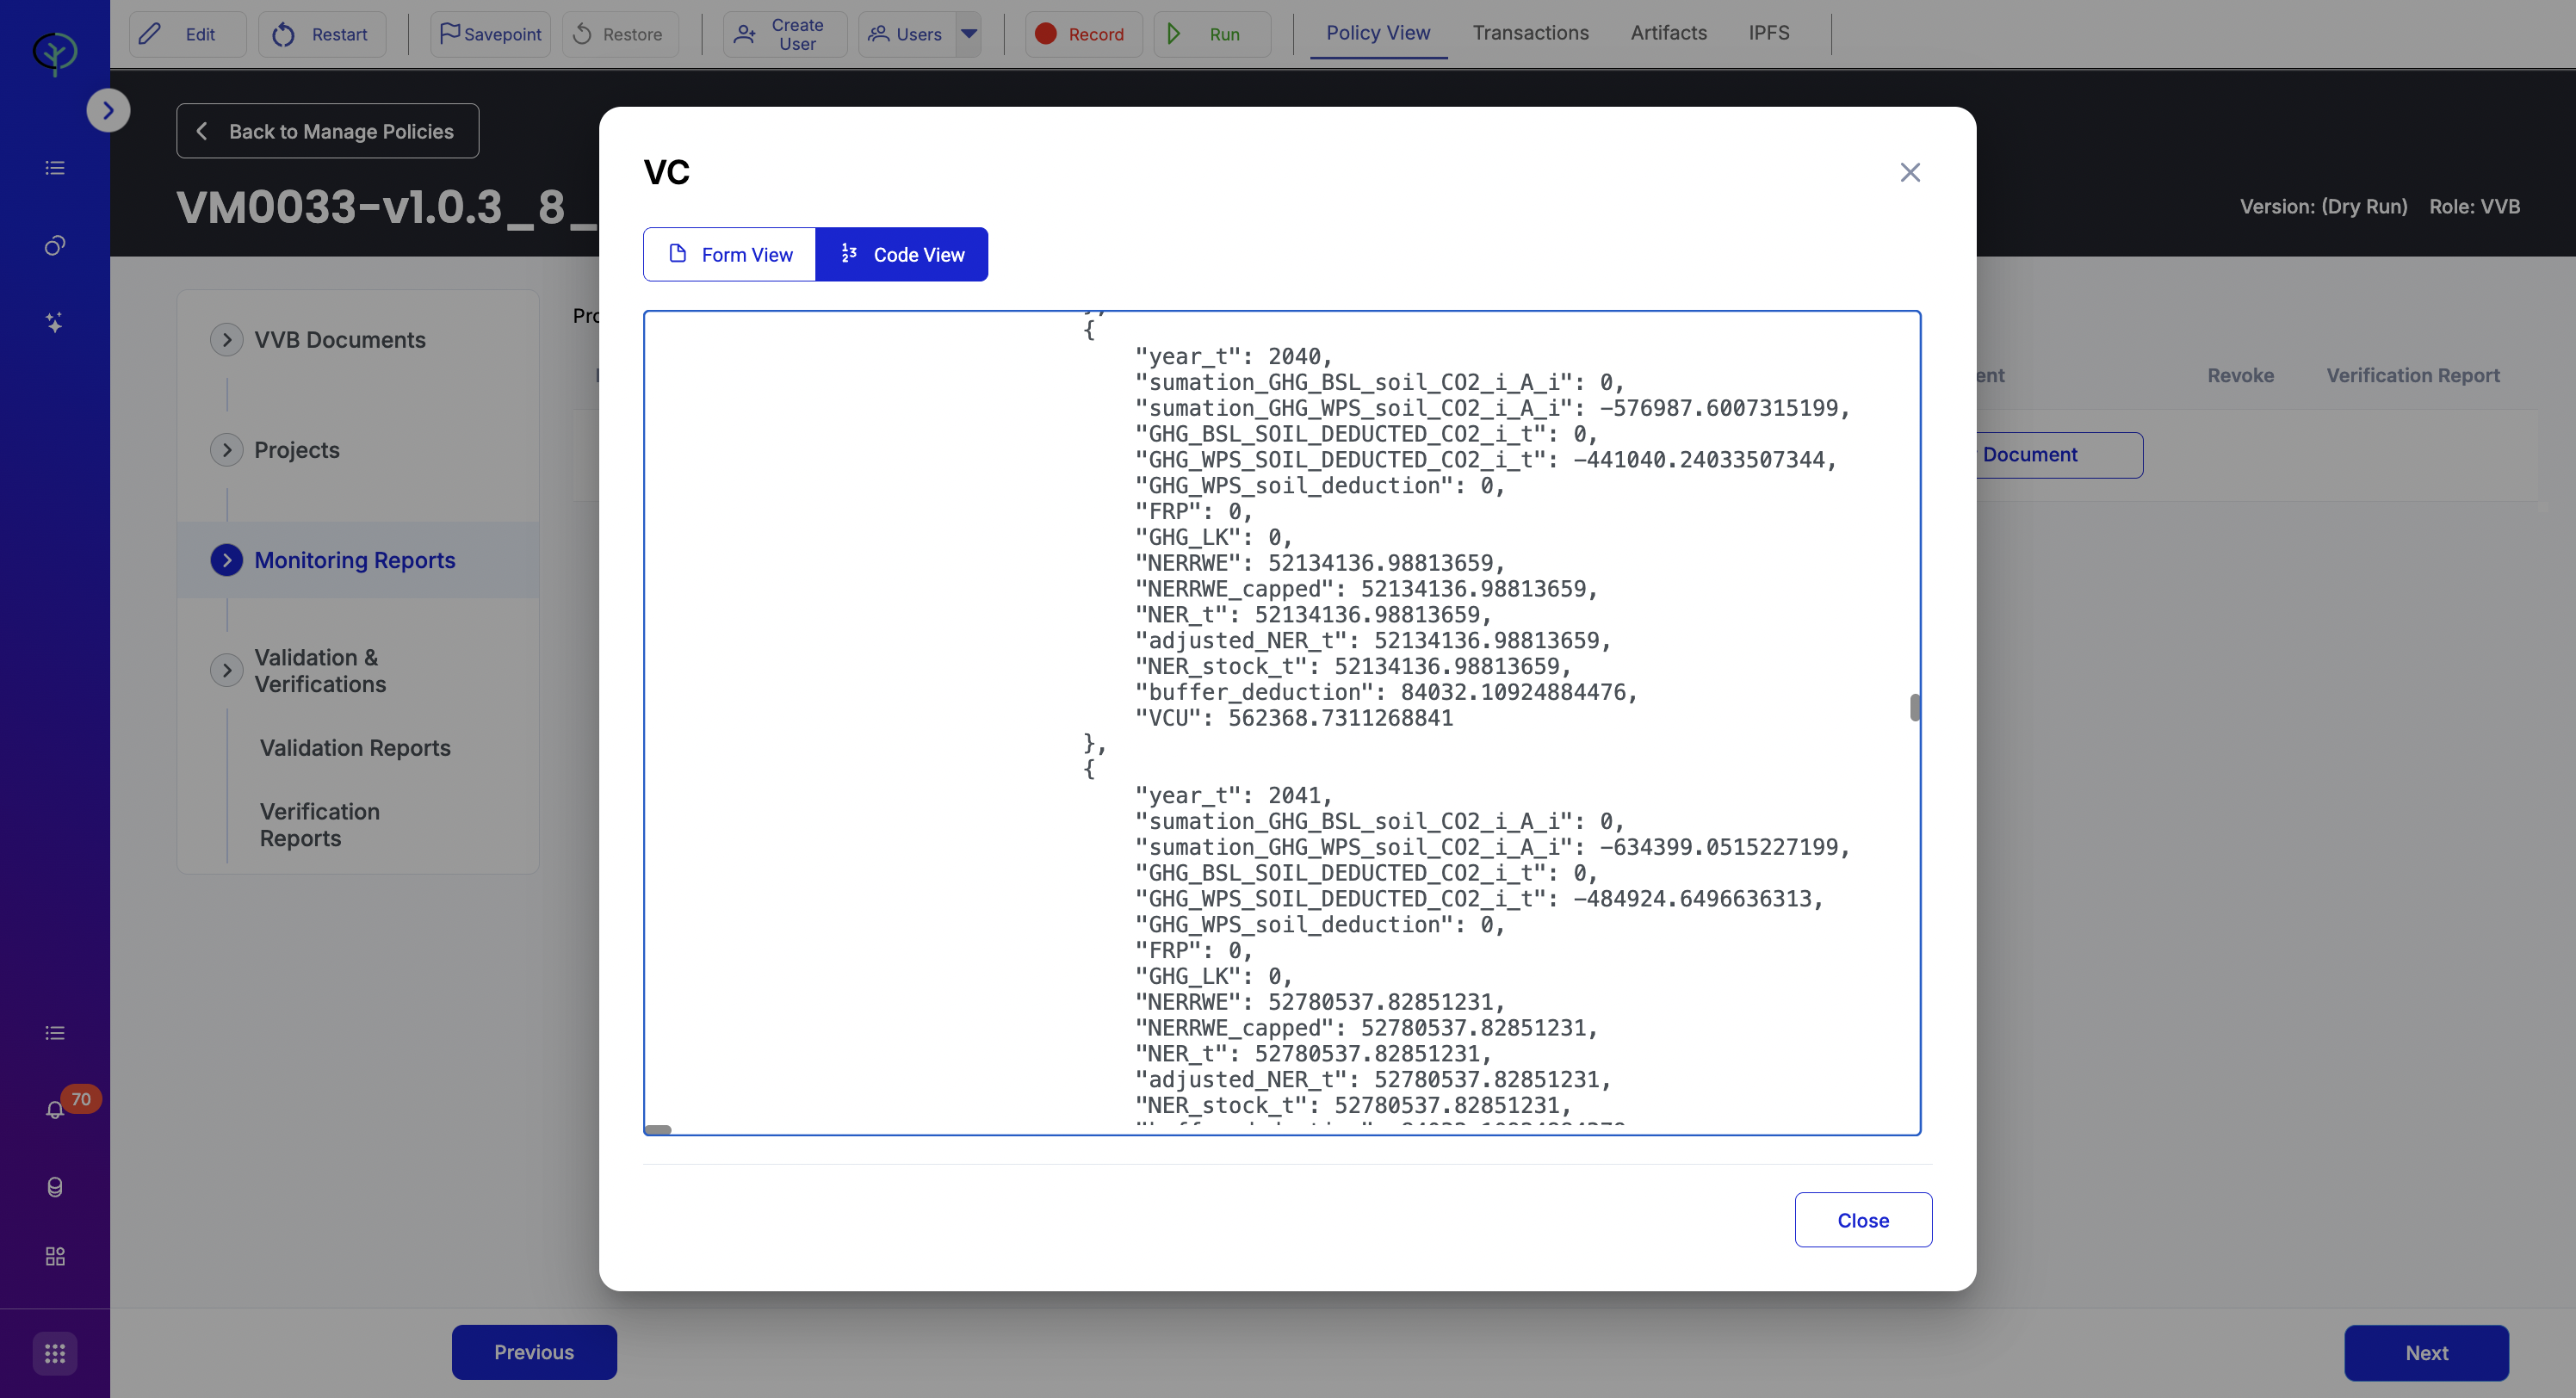 Edit
Restart
Savepoint
Restore
Create User
Users
Record
Run
Policy View
Transactions
Artifacts
IPFS
Back to Manage Policies
VM0033-v1.0.3_8_
Version: (Dry Run)
Role: VVB
VVB Documents
Projects
Monitoring Reports
Validation &
Verifications
Validation Reports
Verification
Reports
70
Revoke
Verification Report
Document
VC
Form View
Code View
{
"year_t": 2040,
"sumation_GHG_BSL_soil_CO2_i_A_i": 0,
"sumation_GHG_WPS_soil_CO2_i_A_i": -576987.6007315199,
"GHG_BSL_SOIL_DEDUCTED_CO2_i_t": 0,
"GHG_WPS_SOIL_DEDUCTED_CO2_i_t": -441040.24033507344,
"GHG_WPS_soil_deduction": 0,
"FRP": 0,
"GHG_LK": 0,
"NERRWE": 52134136.98813659,
"NERRWE_capped": 52134136.98813659,
"NER_t": 52134136.98813659,
"adjusted_NER_t": 52134136.98813659,
"NER_stock_t": 52134136.98813659,
"buffer_deduction": 84032.10924884476,
"VCU": 562368.7311268841
},
{
"year_t": 2041,
"sumation_GHG_BSL_soil_CO2_i_A_i": 0,
"sumation_GHG_WPS_soil_CO2_i_A_i": -634399.0515227199,
"GHG_BSL_SOIL_DEDUCTED_CO2_i_t": 0,
"GHG_WPS_SOIL_DEDUCTED_CO2_i_t": -484924.6496636313,
"GHG_WPS_soil_deduction": 0,
"FRP": 0,
"GHG_LK": 0,
"NERRWE": 52780537.82851231,
"NERRWE_capped": 52780537.82851231,
"NER_t": 52780537.82851231,
"adjusted_NER_t": 52780537.82851231,
"NER_stock_t": 52780537.82851231,
Close
Previous
Next